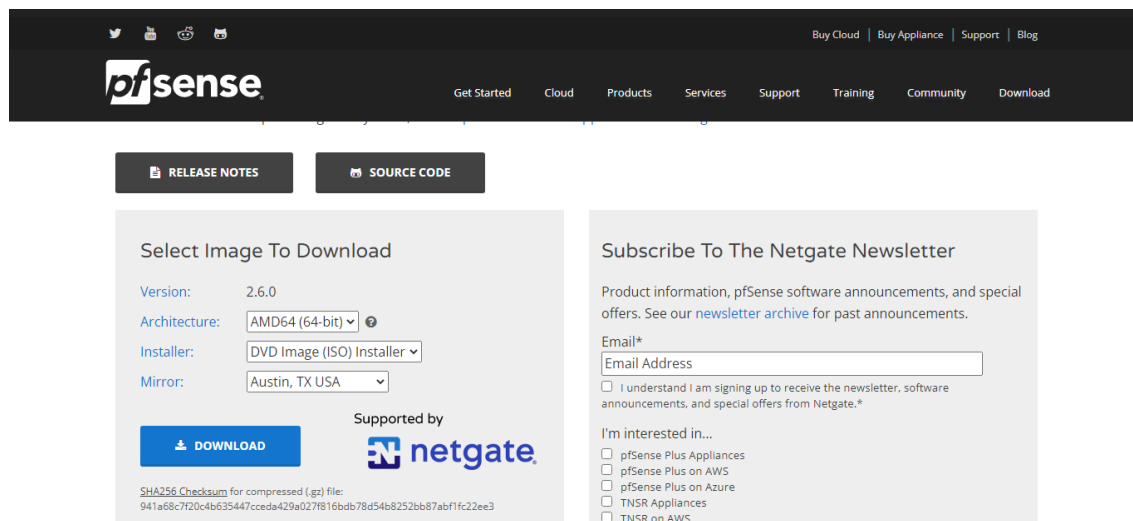 Buy Cloud | Buy Appliance | Support | Blog
pfsense
Get Started Cloud Products Services Support Training Community Download
RELEASE NOTES SOURCE CODE
Select Image To Download
Version: 2.6.0
Architecture: AMD64 (64-bit)
Installer: DVD Image (ISO) Installer
Mirror: Austin, TX USA
DOWNLOAD
Supported by
netgate
SHA256 Checksum for compressed (.gz) file:
941a68c7f20c4b635447cceda429a027f816bdb78d54b8252bb87abf1fc22ee3
Subscribe To The Netgate Newsletter
Product information, pfSense software announcements, and special
offers. See our newsletter archive for past announcements.
Email*
Email Address
I understand I am signing up to receive the newsletter, software
announcements, and special offers from Netgate.*
I'm interested in...
pfSense Plus Appliances
pfSense Plus on AWS
pfSense Plus on Azure
TNSR Appliances
TNSR on AWS